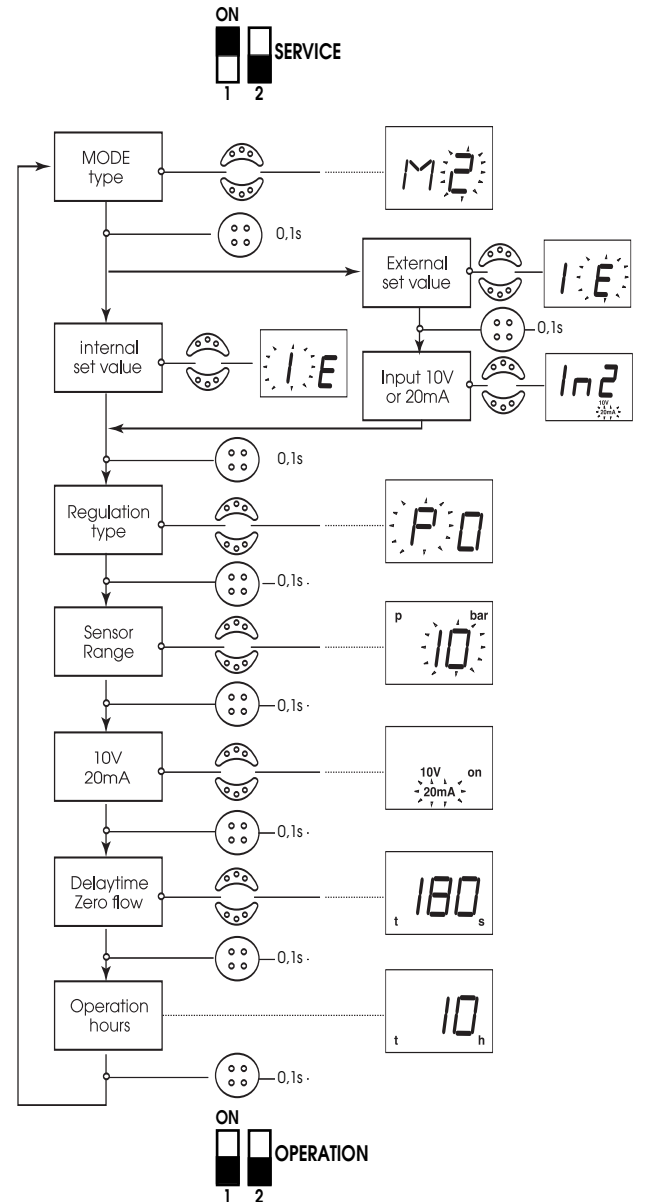 ON
SERVICE
1 2
MODE
type
M2
0,1s
External
set value
I E
0,1s
internal
set value
I E
Input 10V
or 20mA
In2
10V
20mA
0,1s
Regulation
type
P 0
0,1s.
Sensor
Range
p bar
10
0,1s.
10V
20mA
10V on
20mA
0,1s.
Delaytime
Zero flow
180
t s
0,1s.
Operation
hours
10
t h
0,1s.
ON
OPERATION
1 2